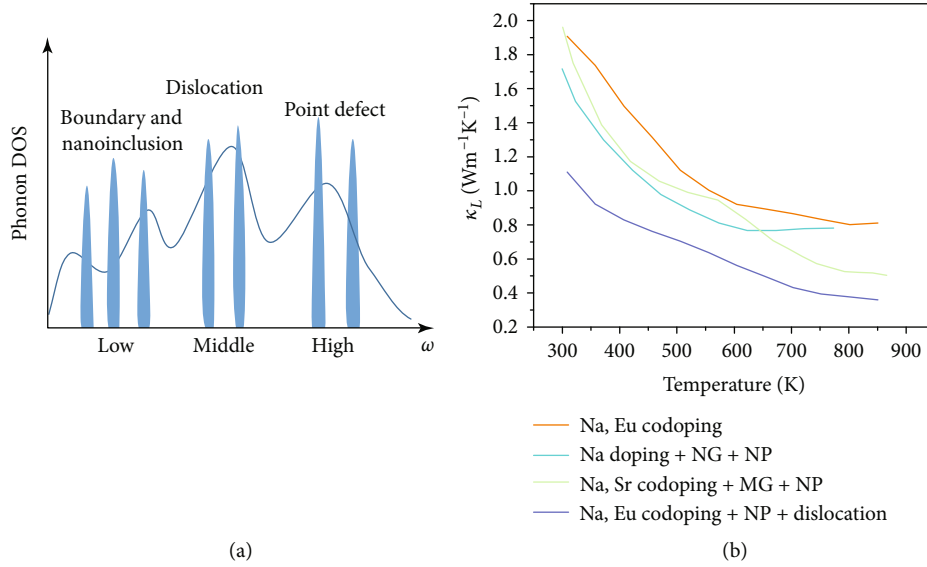 (a)
Phonon DOS
Boundary and
nanoinclusion
Dislocation
Point defect
Low
Middle
High
ω
(b)
κL (Wm−1K−1)
2.0
1.8
1.6
1.4
1.2
1.0
0.8
0.6
0.4
0.2
300
400
500
600
700
800
900
Temperature (K)
Na, Eu codoping
Na doping + NG + NP
Na, Sr codoping + MG + NP
Na, Eu codoping + NP + dislocation
(a)
(b)